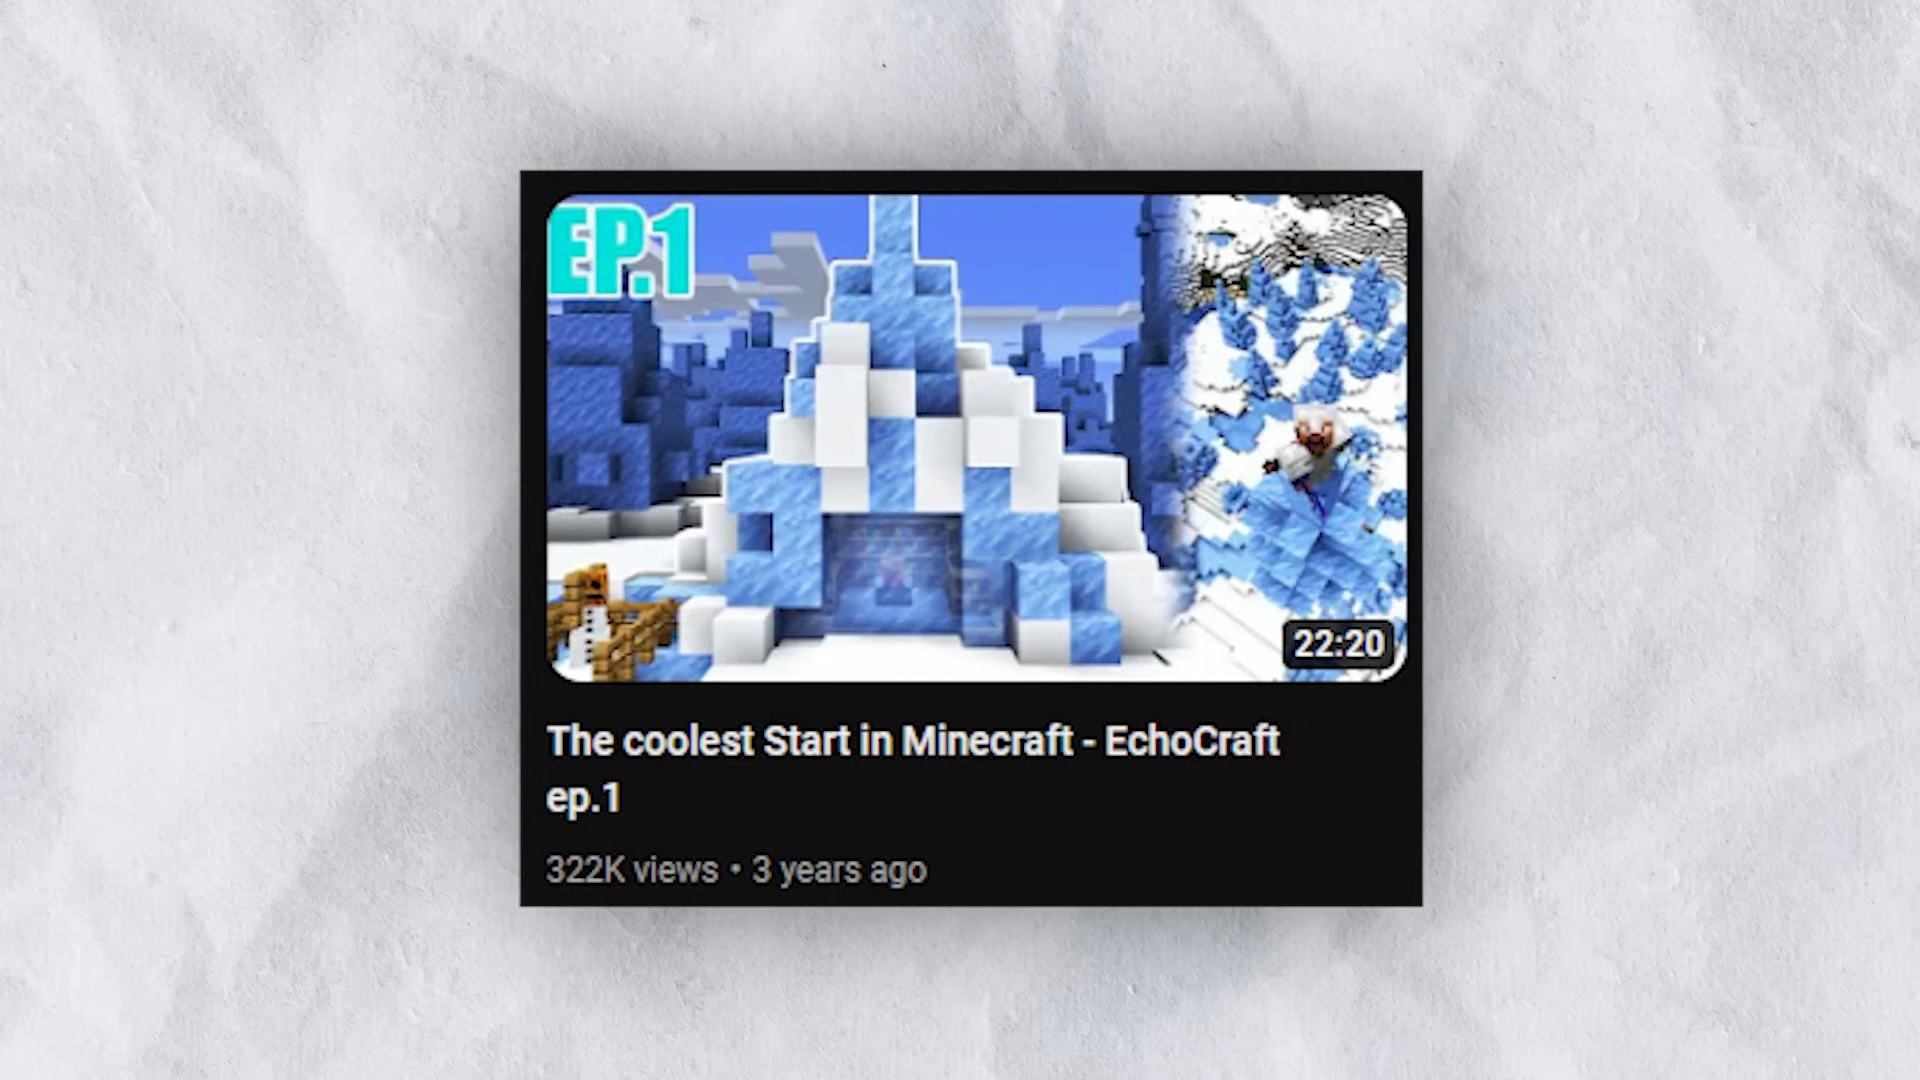 EP.1
22:20
The coolest Start in Minecraft - EchoCraft
ep.1
322K views • 3 years ago